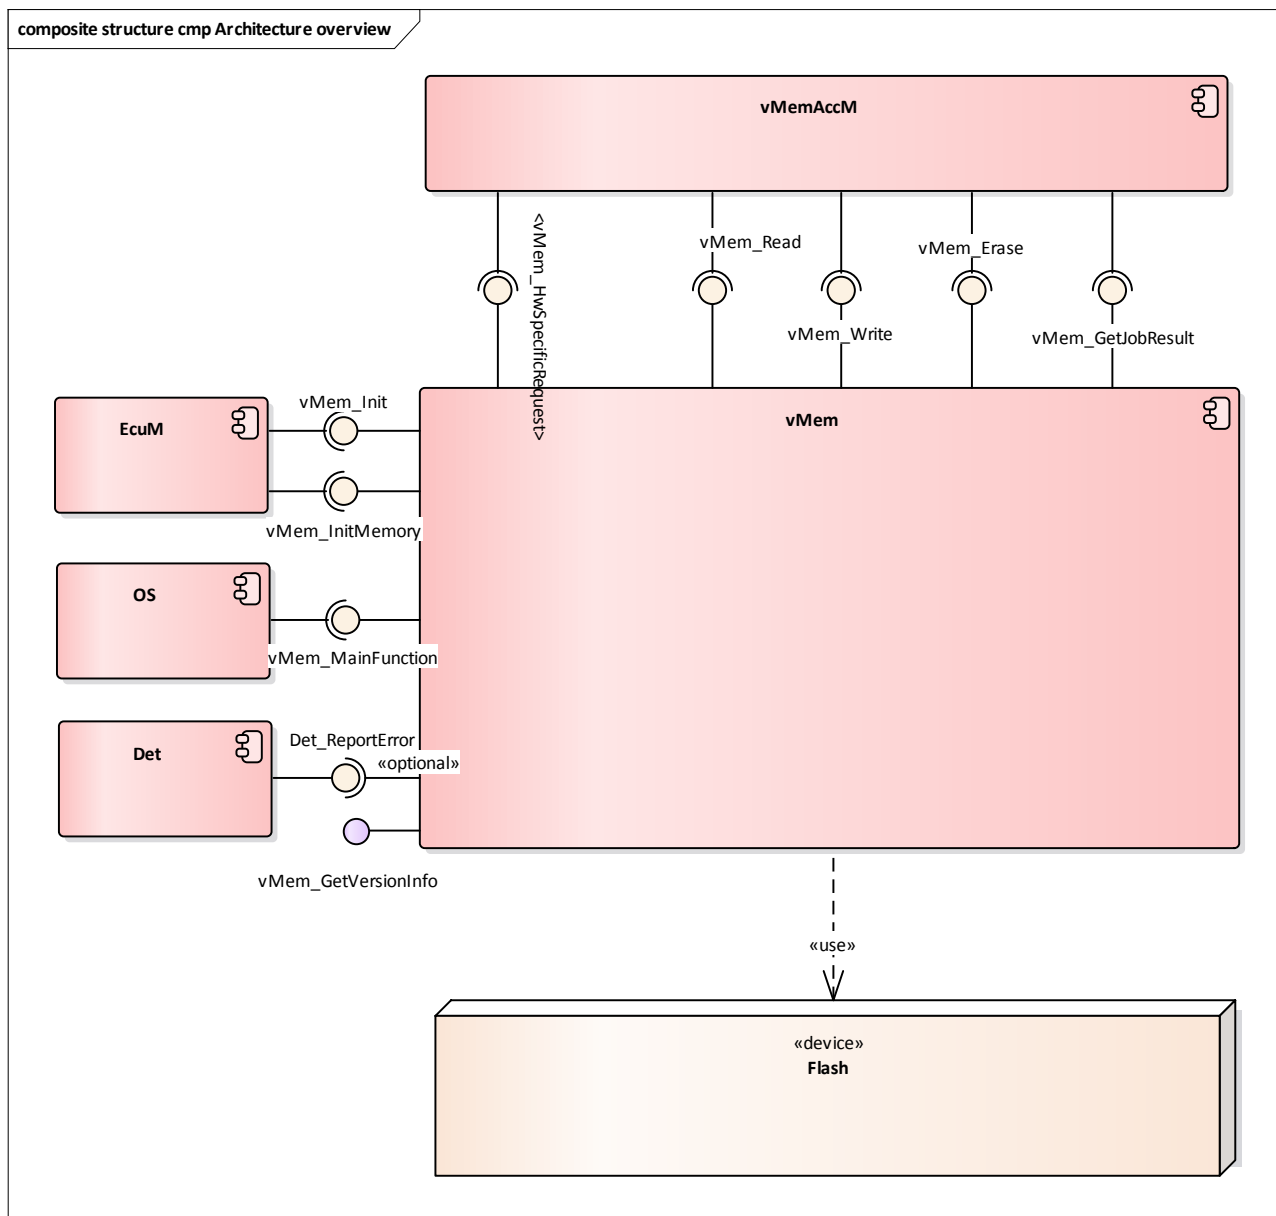 composite structure cmp Architecture overview
vMemAccM
<vMem_HwSpecificRequest>
vMem_Read
vMem_Erase
vMem_Write
vMem_GetJobResult
vMem_Init
EcuM
vMem
vMem_InitMemory
OS
vMem_MainFunction
Det
Det_ReportError
«optional»
vMem_GetVersionInfo
«use»
«device»
Flash